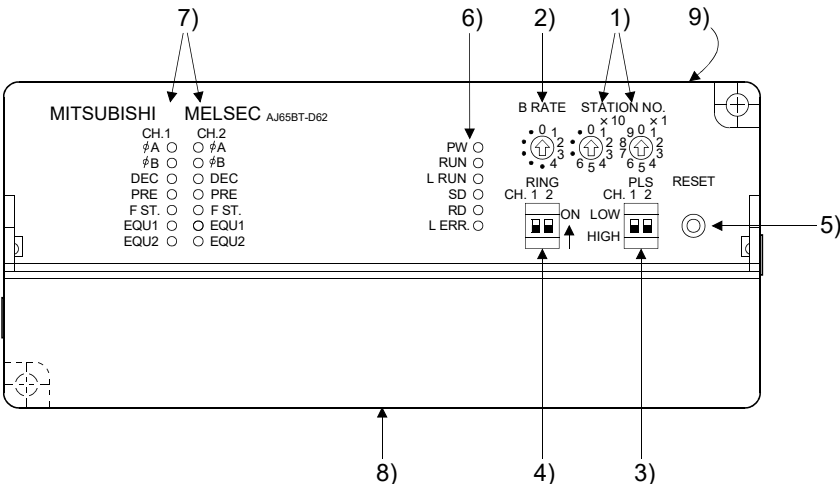 7) 6) 2) 1) 9)
MITSUBISHI MELSEC AJ65BT-D62
CH.1 CH.2
φA φA
φB φB
DEC DEC
PRE PRE
F ST. F ST.
EQU1 EQU1
EQU2 EQU2
PW
RUN
L RUN
SD
RD
L ERR.
B RATE
0 1 2 3 4
STATION NO.
×10
0 1 2 3 4 5 6
×1
0 1 2 3 4 5 6 7 8 9
RING
CH. 1 2
ON
PLS
CH. 1 2
LOW
HIGH
RESET
5)
8) 4) 3)